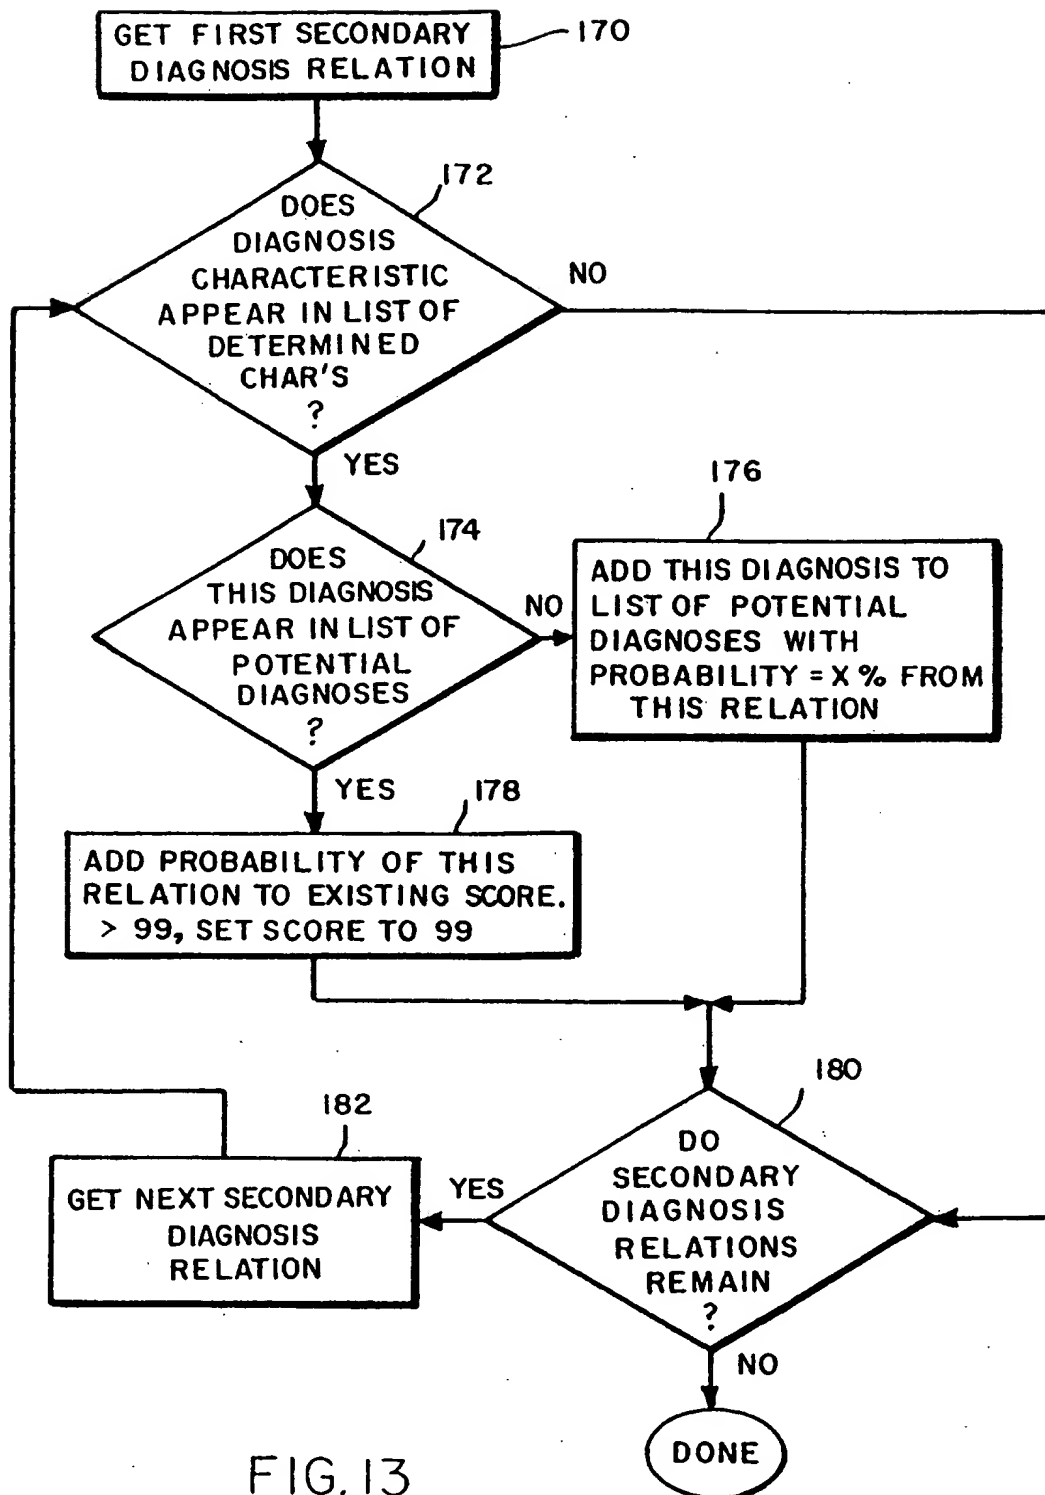 GET FIRST SECONDARY
DIAGNOSIS RELATION
170
172
DOES
DIAGNOSIS
CHARACTERISTIC
APPEAR IN LIST OF
DETERMINED
CHAR'S
?
NO
YES
174
DOES
THIS DIAGNOSIS
APPEAR IN LIST OF
POTENTIAL
DIAGNOSES
?
NO
176
ADD THIS DIAGNOSIS TO
LIST OF POTENTIAL
DIAGNOSES WITH
PROBABILITY = X % FROM
THIS RELATION
YES
178
ADD PROBABILITY OF THIS
RELATION TO EXISTING SCORE.
> 99, SET SCORE TO 99
180
DO
SECONDARY
DIAGNOSIS
RELATIONS
REMAIN
?
YES
182
GET NEXT SECONDARY
DIAGNOSIS
RELATION
NO
DONE
FIG. 13